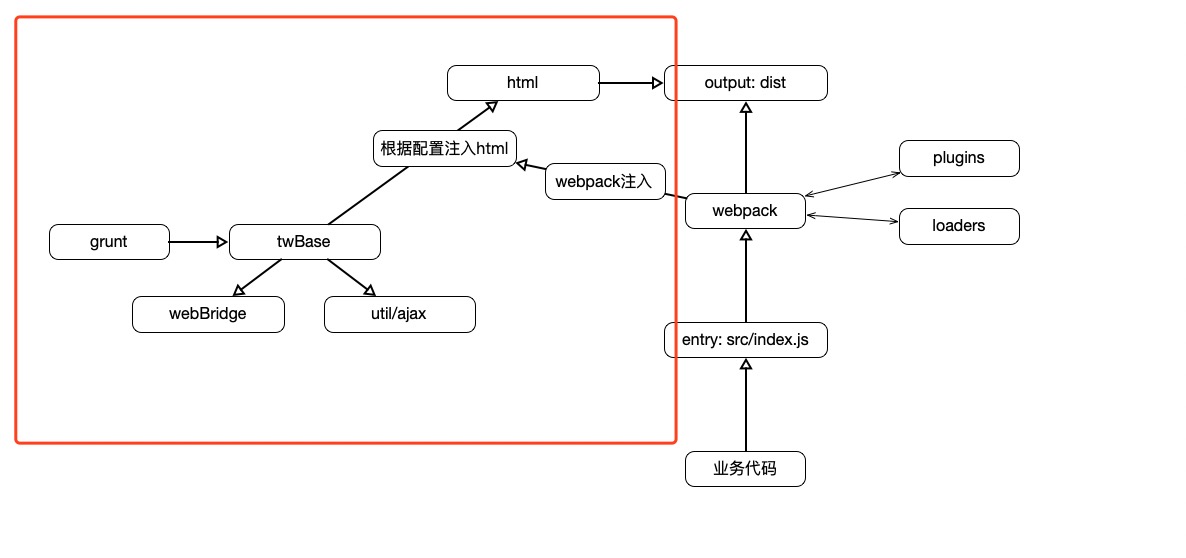 html
output: dist
根据配置注入html
plugins
webpack注入
webpack
loaders
grunt
twBase
webBridge
util/ajax
entry: src/index.js
业务代码